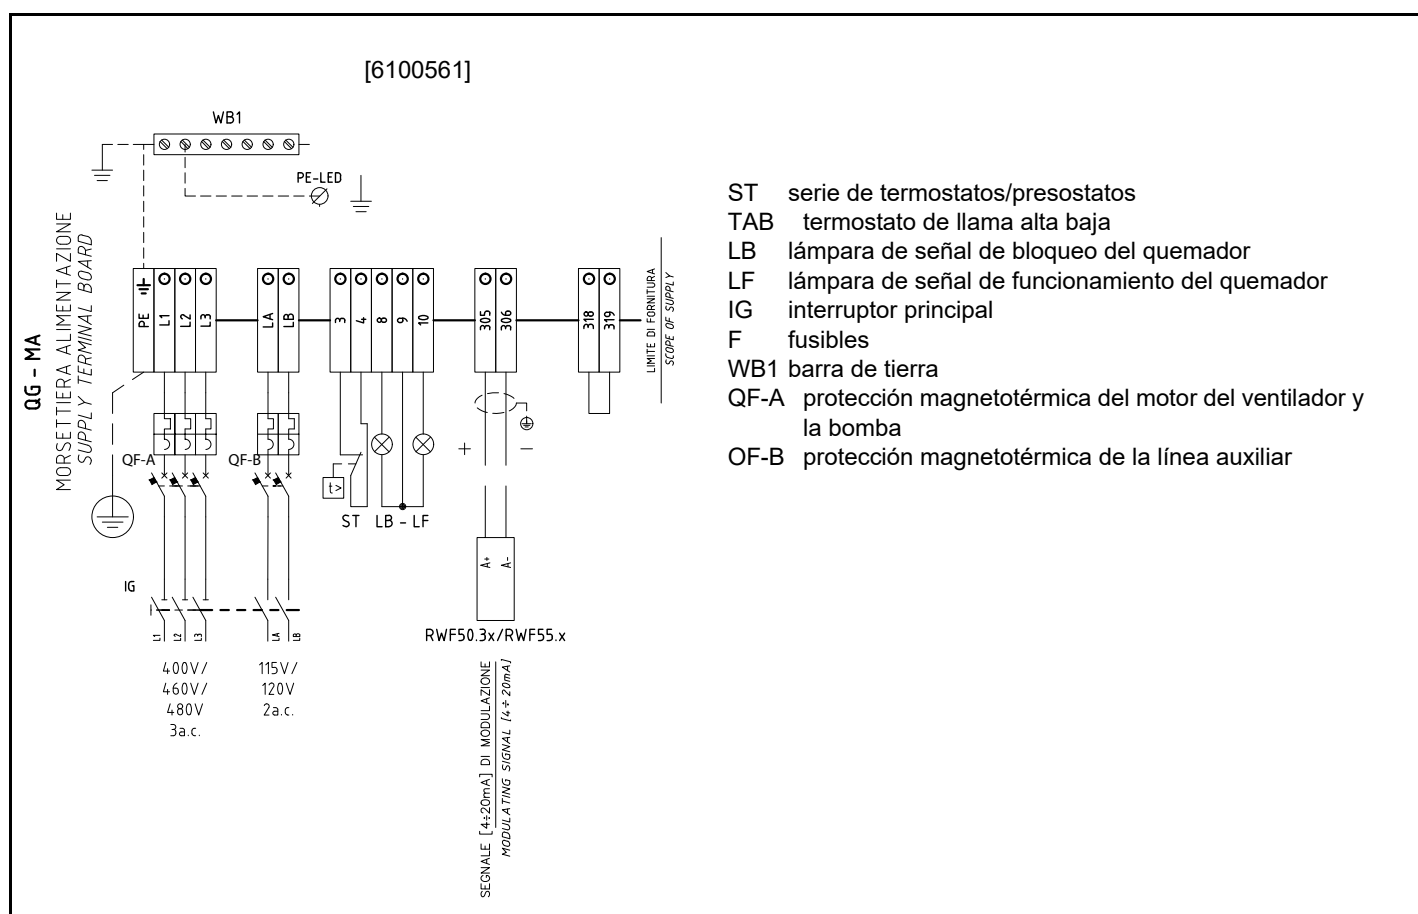 [6100561]
WB1
PE-LED
QG - MA
MORSETTIERA ALIMENTAZIONE
SUPPLY TERMINAL BOARD
PE L1 L2 L3 LA LB 3 4 8 9 10 305 306 318 319
LIMITE DI FORNITURA
SCOPE OF SUPPLY
QF-A QF-B
+ −
t>
ST LB - LF
A+ A-
IG
L1 L2 L3 LA LB
RWF50.3x/RWF55.x
400V/
460V/
480V
3a.c.
115V/
120V
2a.c.
SEGNALE [4÷20mA] DI MODULAZIONE
MODULATING SIGNAL [4÷20mA]
ST serie de termostatos/presostatos
TAB termostato de llama alta baja
LB lámpara de señal de bloqueo del quemador
LF lámpara de señal de funcionamiento del quemador
IG interruptor principal
F fusibles
WB1 barra de tierra
QF-A protección magnetotérmica del motor del ventilador y
la bomba
OF-B protección magnetotérmica de la línea auxiliar